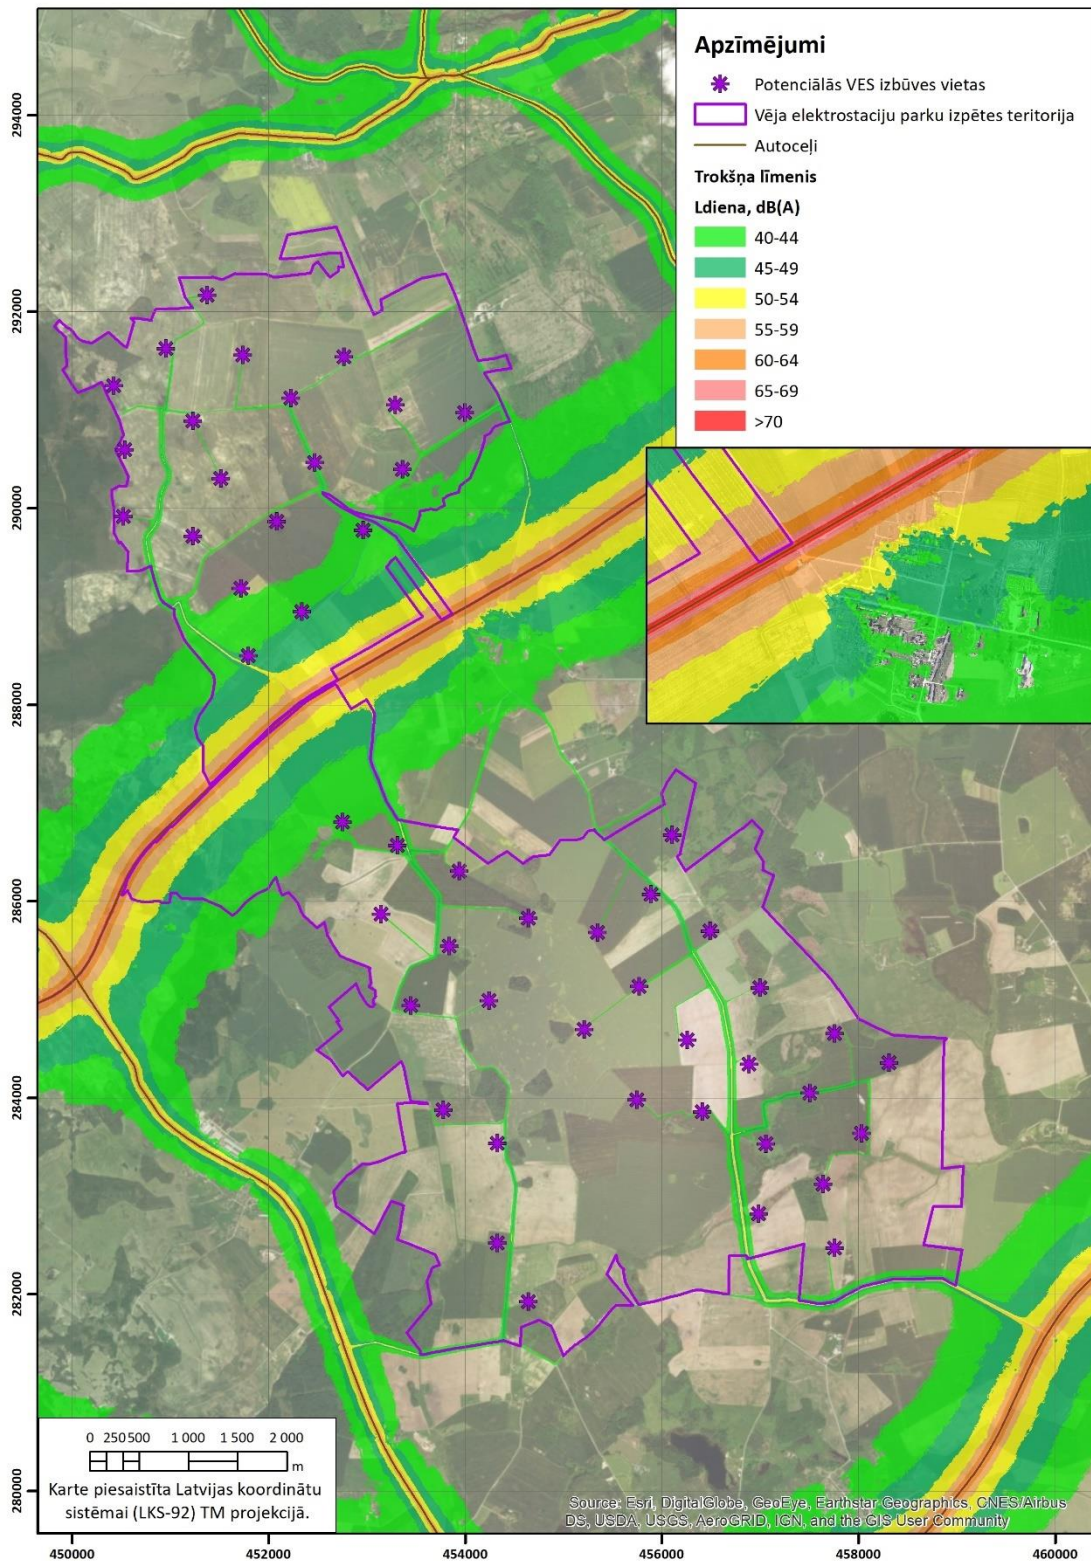 Apzīmējumi
Potenciālās VES izbūves vietas
Vēja elektrostaciju parku izpētes teritorija
Autoceļi
Trokšņa līmenis
Ldiena, dB(A)
40-44
45-49
50-54
55-59
60-64
65-69
>70
294000
292000
290000
288000
286000
284000
282000
280000
0 250 500 1 000 1 500 2 000
m
Karte piesaistīta Latvijas koordinātu
sistēmai (LKS-92) TM projekcijā.
Source: Esri, DigitalGlobe, GeoEye, Earthstar Geographics, CNES/Airbus
DS, USDA, USGS, AeroGRID, IGN, and the GIS User Community
450000 452000 454000 456000 458000 460000